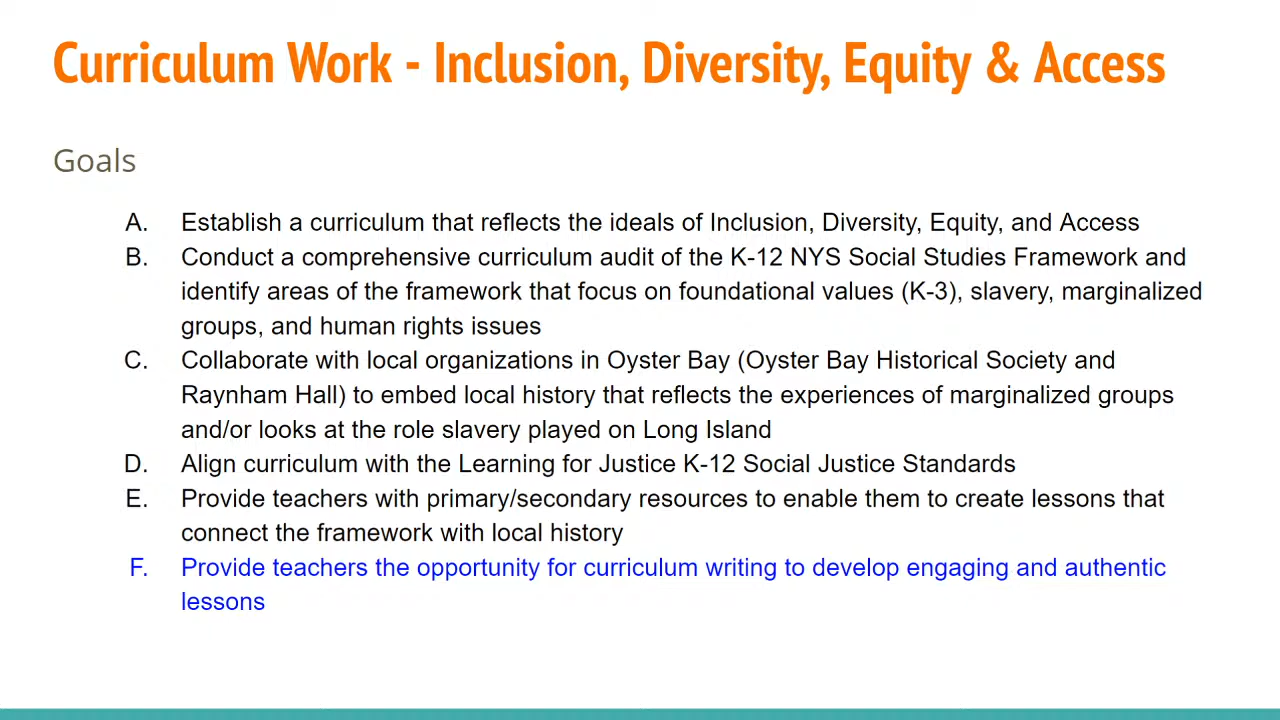 Curriculum Work - Inclusion, Diversity, Equity & Access
Goals
A. Establish a curriculum that reflects the ideals of Inclusion, Diversity, Equity, and Access
B. Conduct a comprehensive curriculum audit of the K-12 NYS Social Studies Framework and
identify areas of the framework that focus on foundational values (K-3), slavery, marginalized
groups, and human rights issues
C. Collaborate with local organizations in Oyster Bay (Oyster Bay Historical Society and
Raynham Hall) to embed local history that reflects the experiences of marginalized groups
and/or looks at the role slavery played on Long Island
D. Align curriculum with the Learning for Justice K-12 Social Justice Standards
E. Provide teachers with primary/secondary resources to enable them to create lessons that
connect the framework with local history
F. Provide teachers the opportunity for curriculum writing to develop engaging and authentic
lessons